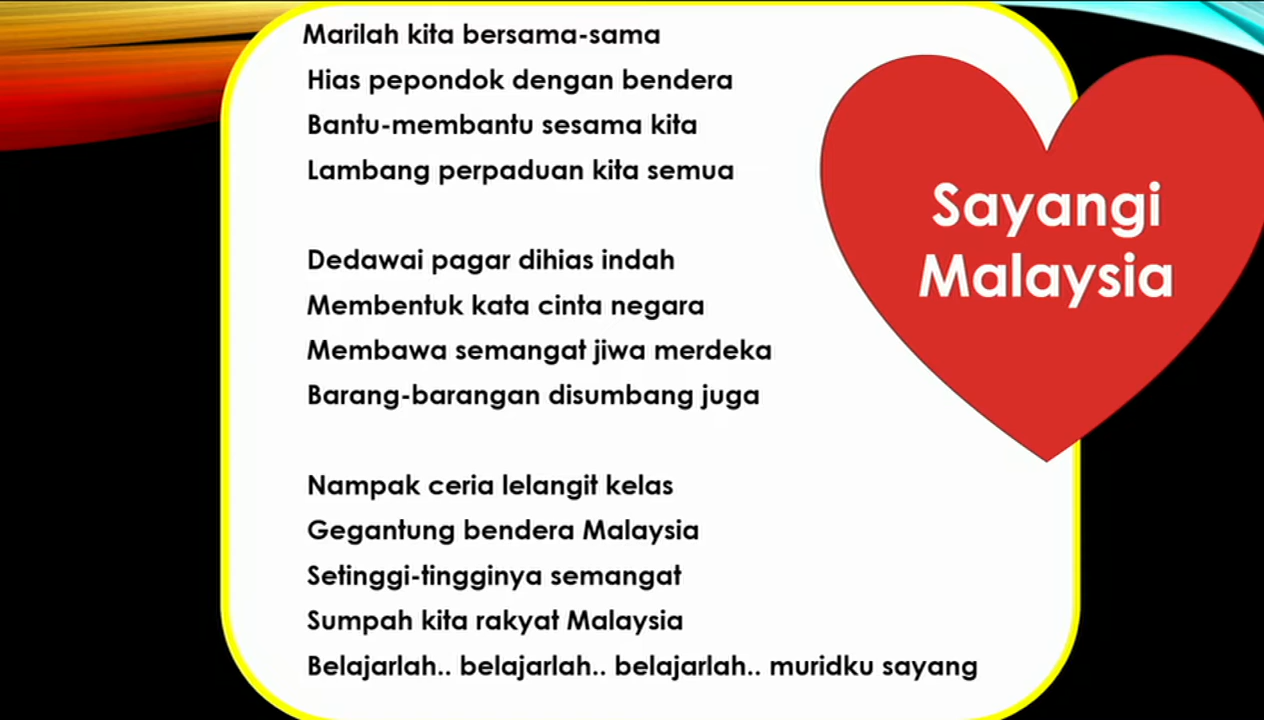 Marilah kita bersama-sama
Hias pepondok dengan bendera
Bantu-membantu sesama kita
Lambang perpaduan kita semua
Dedawai pagar dihias indah
Membentuk kata cinta negara
Membawa semangat jiwa merdeka
Barang-barangan disumbang juga
Nampak ceria lelangit kelas
Gegantung bendera Malaysia
Setinggi-tingginya semangat
Sumpah kita rakyat Malaysia
Belajarlah.. belajarlah.. belajarlah.. muridku sayang
Sayangi
Malaysia